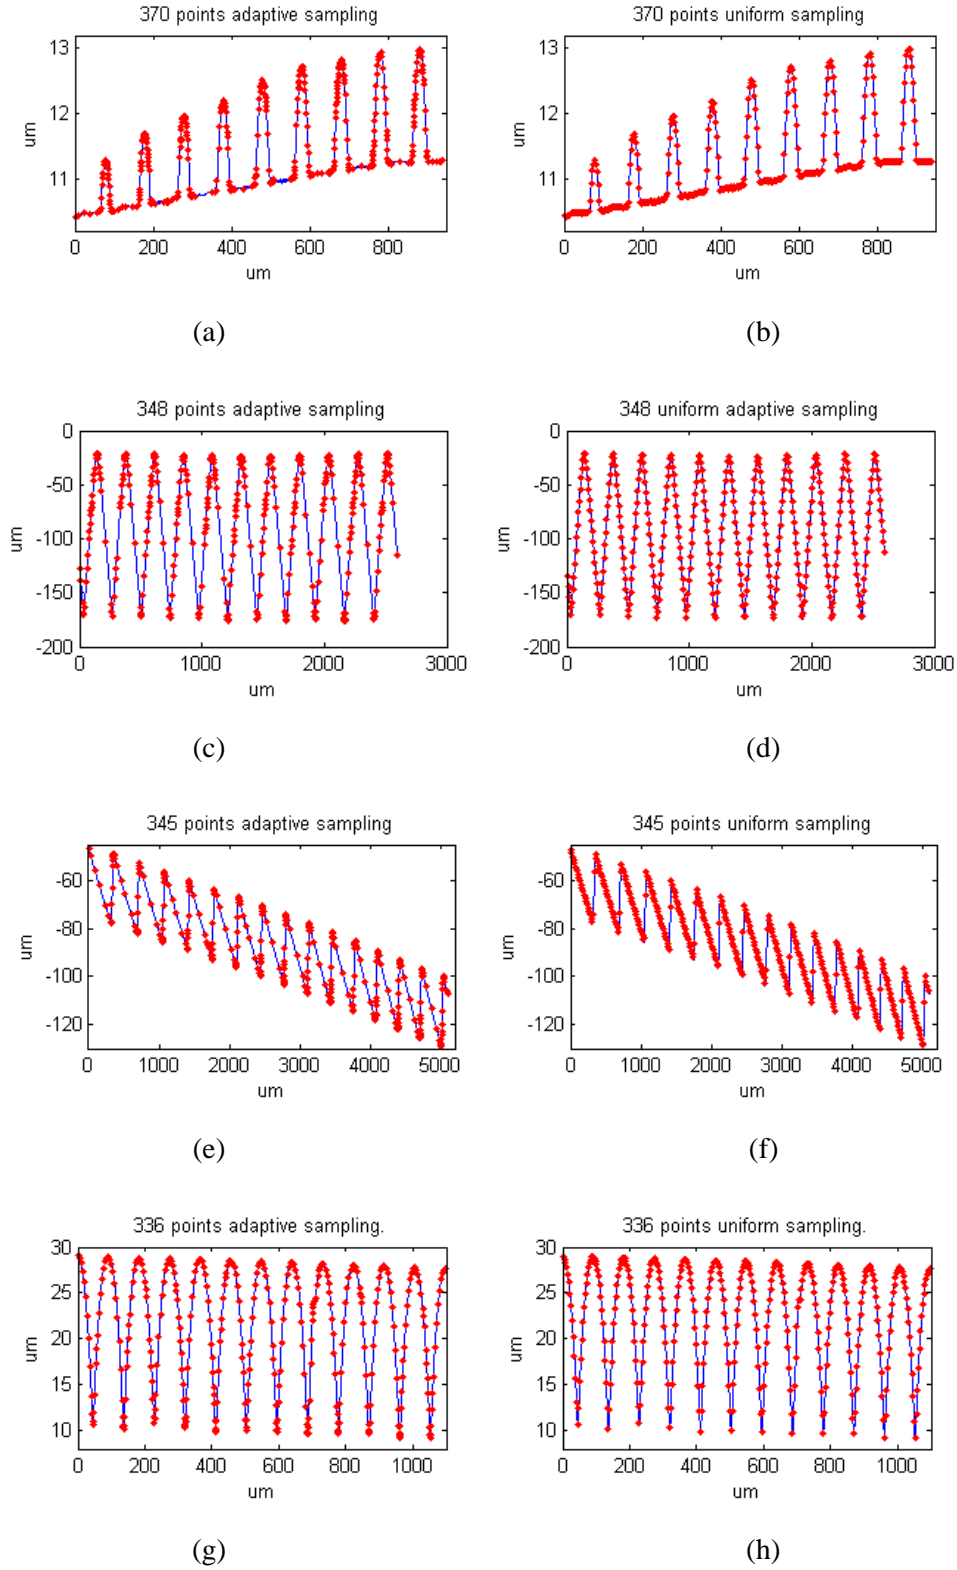 370 points adaptive sampling
370 points uniform sampling
13
12
11
um
0 200 400 600 800
um
13
12
11
um
0 200 400 600 800
um
(a)
(b)
348 points adaptive sampling
348 uniform adaptive sampling
0
-50
-100
-150
-200
um
0 1000 2000 3000
um
0
-50
-100
-150
-200
um
0 1000 2000 3000
um
(c)
(d)
345 points adaptive sampling
345 points uniform sampling
-60
-80
-100
-120
um
0 1000 2000 3000 4000 5000
um
-60
-80
-100
-120
um
0 1000 2000 3000 4000 5000
um
(e)
(f)
336 points adaptive sampling.
336 points uniform sampling.
30
25
20
15
10
um
0 200 400 600 800 1000
um
30
25
20
15
10
um
0 200 400 600 800 1000
um
(g)
(h)